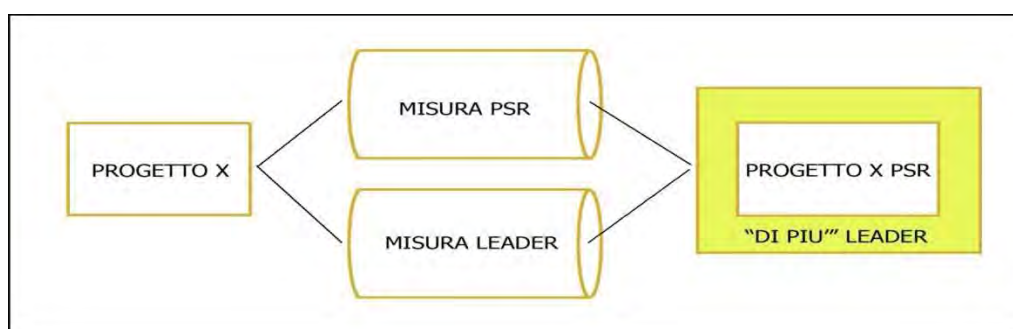 PROGETTO X
MISURA PSR
MISURA LEADER
PROGETTO X PSR
“DI PIU’” LEADER